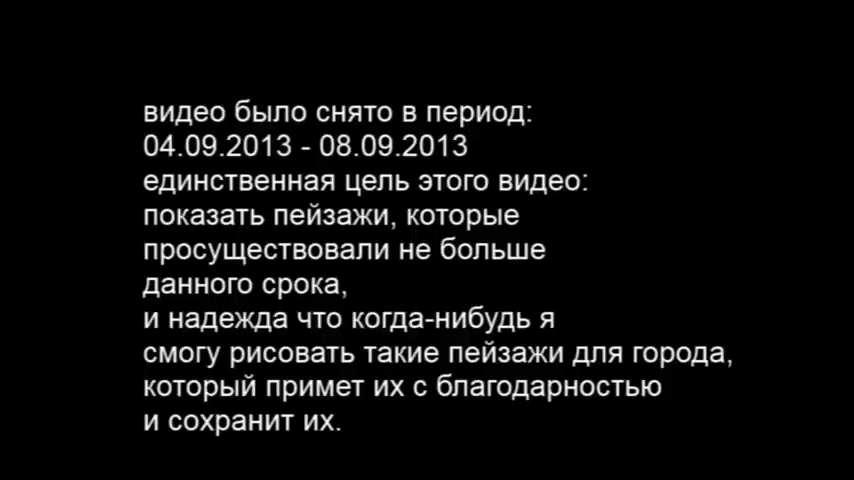 видео было снято в период:
04.09.2013 - 08.09.2013
единственная цель этого видео:
показать пейзажи, которые
просуществовали не больше
данного срока,
и надежда что когда-нибудь я
смогу рисовать такие пейзажи для города,
который примет их с благодарностью
и сохранит их.